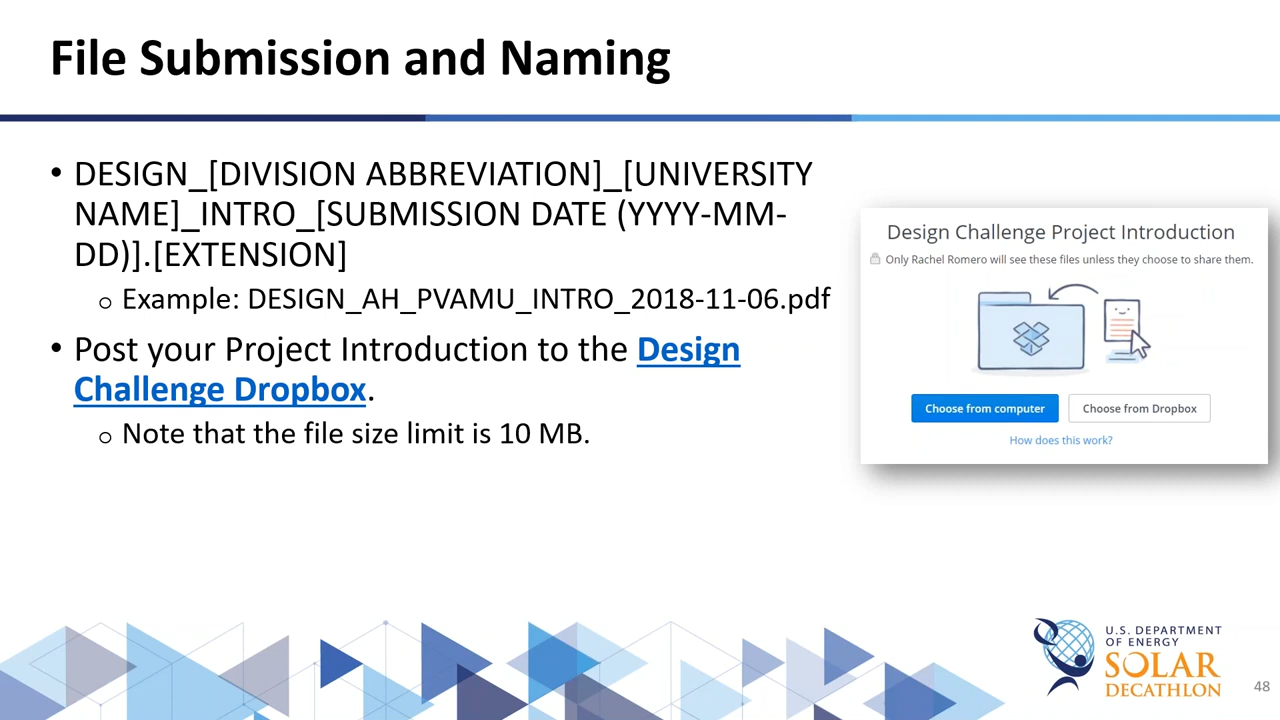 File Submission and Naming
• DESIGN_[DIVISION ABBREVIATION]_[UNIVERSITY
NAME]_INTRO_[SUBMISSION DATE (YYYY-MM-
DD)].[EXTENSION]
o Example: DESIGN_AH_PVAMU_INTRO_2018-11-06.pdf
• Post your Project Introduction to the Design
Challenge Dropbox.
o Note that the file size limit is 10 MB.
Design Challenge Project Introduction
Only Rachel Romero will see these files unless they choose to share them.
Choose from computer
Choose from Dropbox
How does this work?
U.S. DEPARTMENT
OF ENERGY
SOLAR
DECATHLON
48